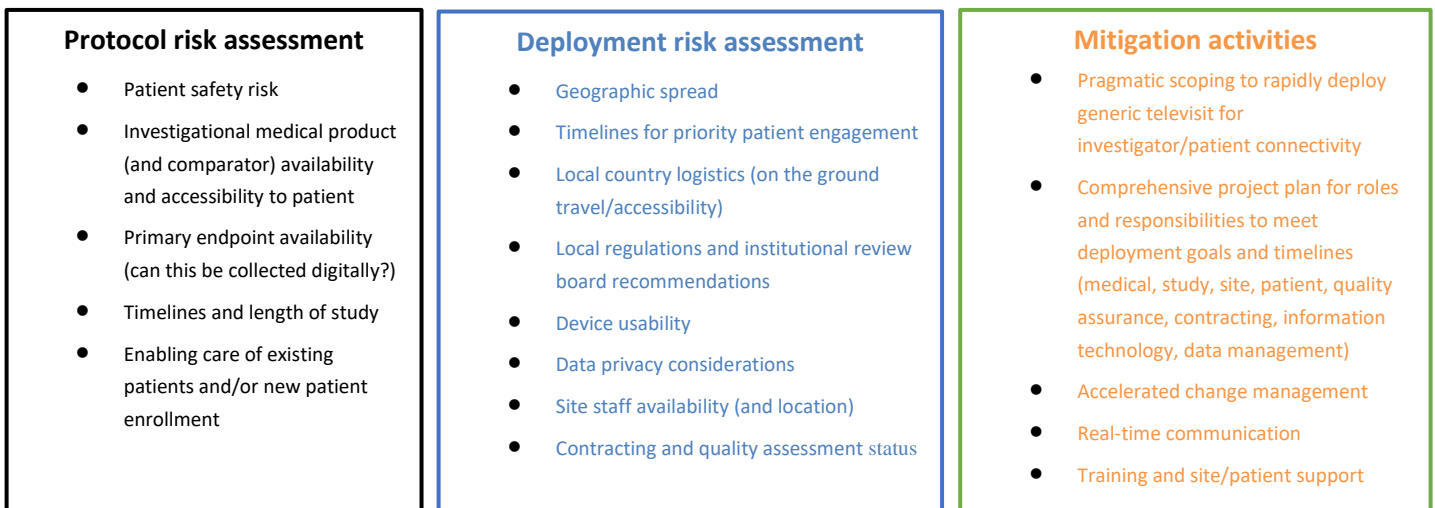 Protocol risk assessment
● Patient safety risk
● Investigational medical product
(and comparator) availability
and accessibility to patient
● Primary endpoint availability
(can this be collected digitally?)
● Timelines and length of study
● Enabling care of existing
patients and/or new patient
enrollment
Deployment risk assessment
● Geographic spread
● Timelines for priority patient engagement
● Local country logistics (on the ground
travel/accessibility)
● Local regulations and institutional review
board recommendations
● Device usability
● Data privacy considerations
● Site staff availability (and location)
● Contracting and quality assessment status
Mitigation activities
● Pragmatic scoping to rapidly deploy
generic televisit for
investigator/patient connectivity
● Comprehensive project plan for roles
and responsibilities to meet
deployment goals and timelines
(medical, study, site, patient, quality
assurance, contracting, information
technology, data management)
● Accelerated change management
● Real-time communication
● Training and site/patient support